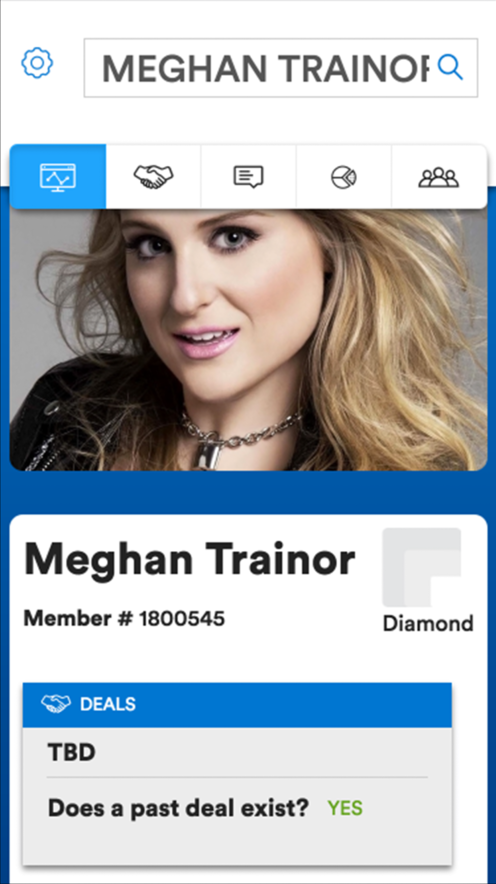 MEGHAN TRAINOR
Meghan Trainor
Member # 1800545
Diamond
DEALS
TBD
Does a past deal exist? YES